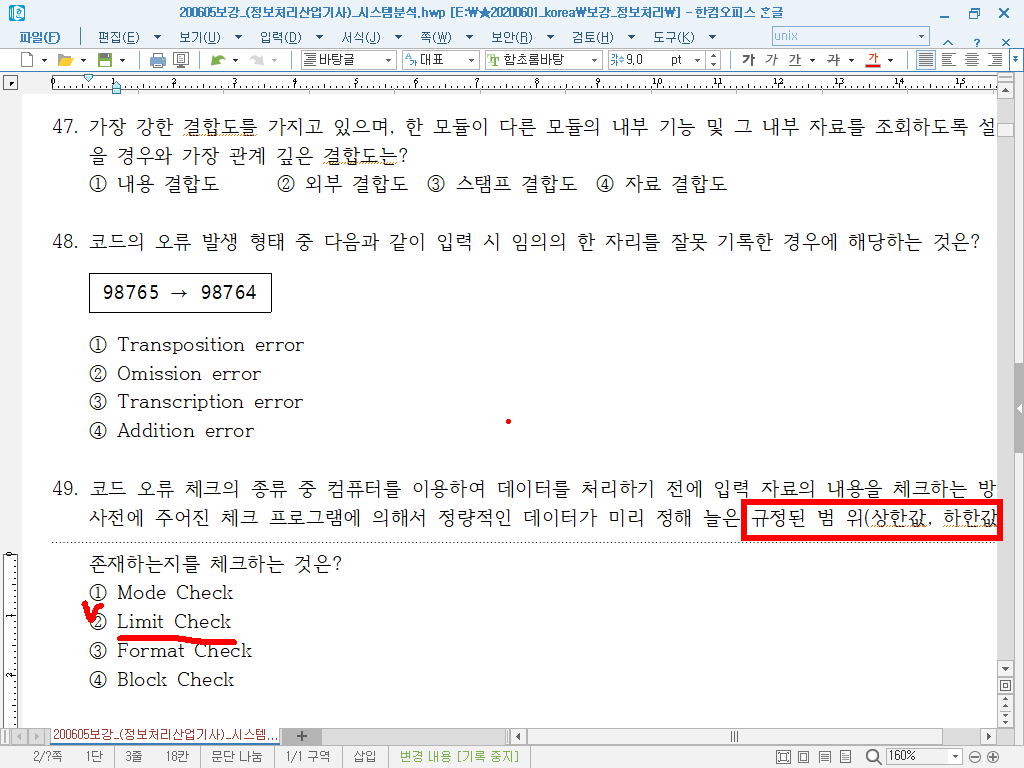 200605보강_(정보처리산업기사)_시스템분석.hwp [E:\★20200601_korea\보강_정보처리\] - 한컴오피스 한글
파일(F) 편집(E) 보기(U) 입력(D) 서식(J) 쪽(W) 보안(R) 검토(H) 도구(K) unix
바탕글 대표 함초롬바탕 9.0 pt 가 가 가 가 가
0 1 2 3 4 5 6 7 8 9 10 11 12 13 14 15
47. 가장 강한 결합도를 가지고 있으며, 한 모듈이 다른 모듈의 내부 기능 및 그 내부 자료를 조회하도록 설
을 경우와 가장 관계 깊은 결합도는?
① 내용 결합도 ② 외부 결합도 ③ 스탬프 결합도 ④ 자료 결합도
48. 코드의 오류 발생 형태 중 다음과 같이 입력 시 임의의 한 자리를 잘못 기록한 경우에 해당하는 것은?
98765 → 98764
① Transposition error
② Omission error
③ Transcription error
④ Addition error
49. 코드 오류 체크의 종류 중 컴퓨터를 이용하여 데이터를 처리하기 전에 입력 자료의 내용을 체크하는 방
사전에 주어진 체크 프로그램에 의해서 정량적인 데이터가 미리 정해 늘은 규정된 범 위(상한값, 하한값
존재하는지를 체크하는 것은?
① Mode Check
② Limit Check
③ Format Check
④ Block Check
200605보강_(정보처리산업기사)_시스템...
2/?쪽 1단 3줄 18칸 문단 나눔 1/1 구역 삽입 변경 내용 [기록 중지] 160%